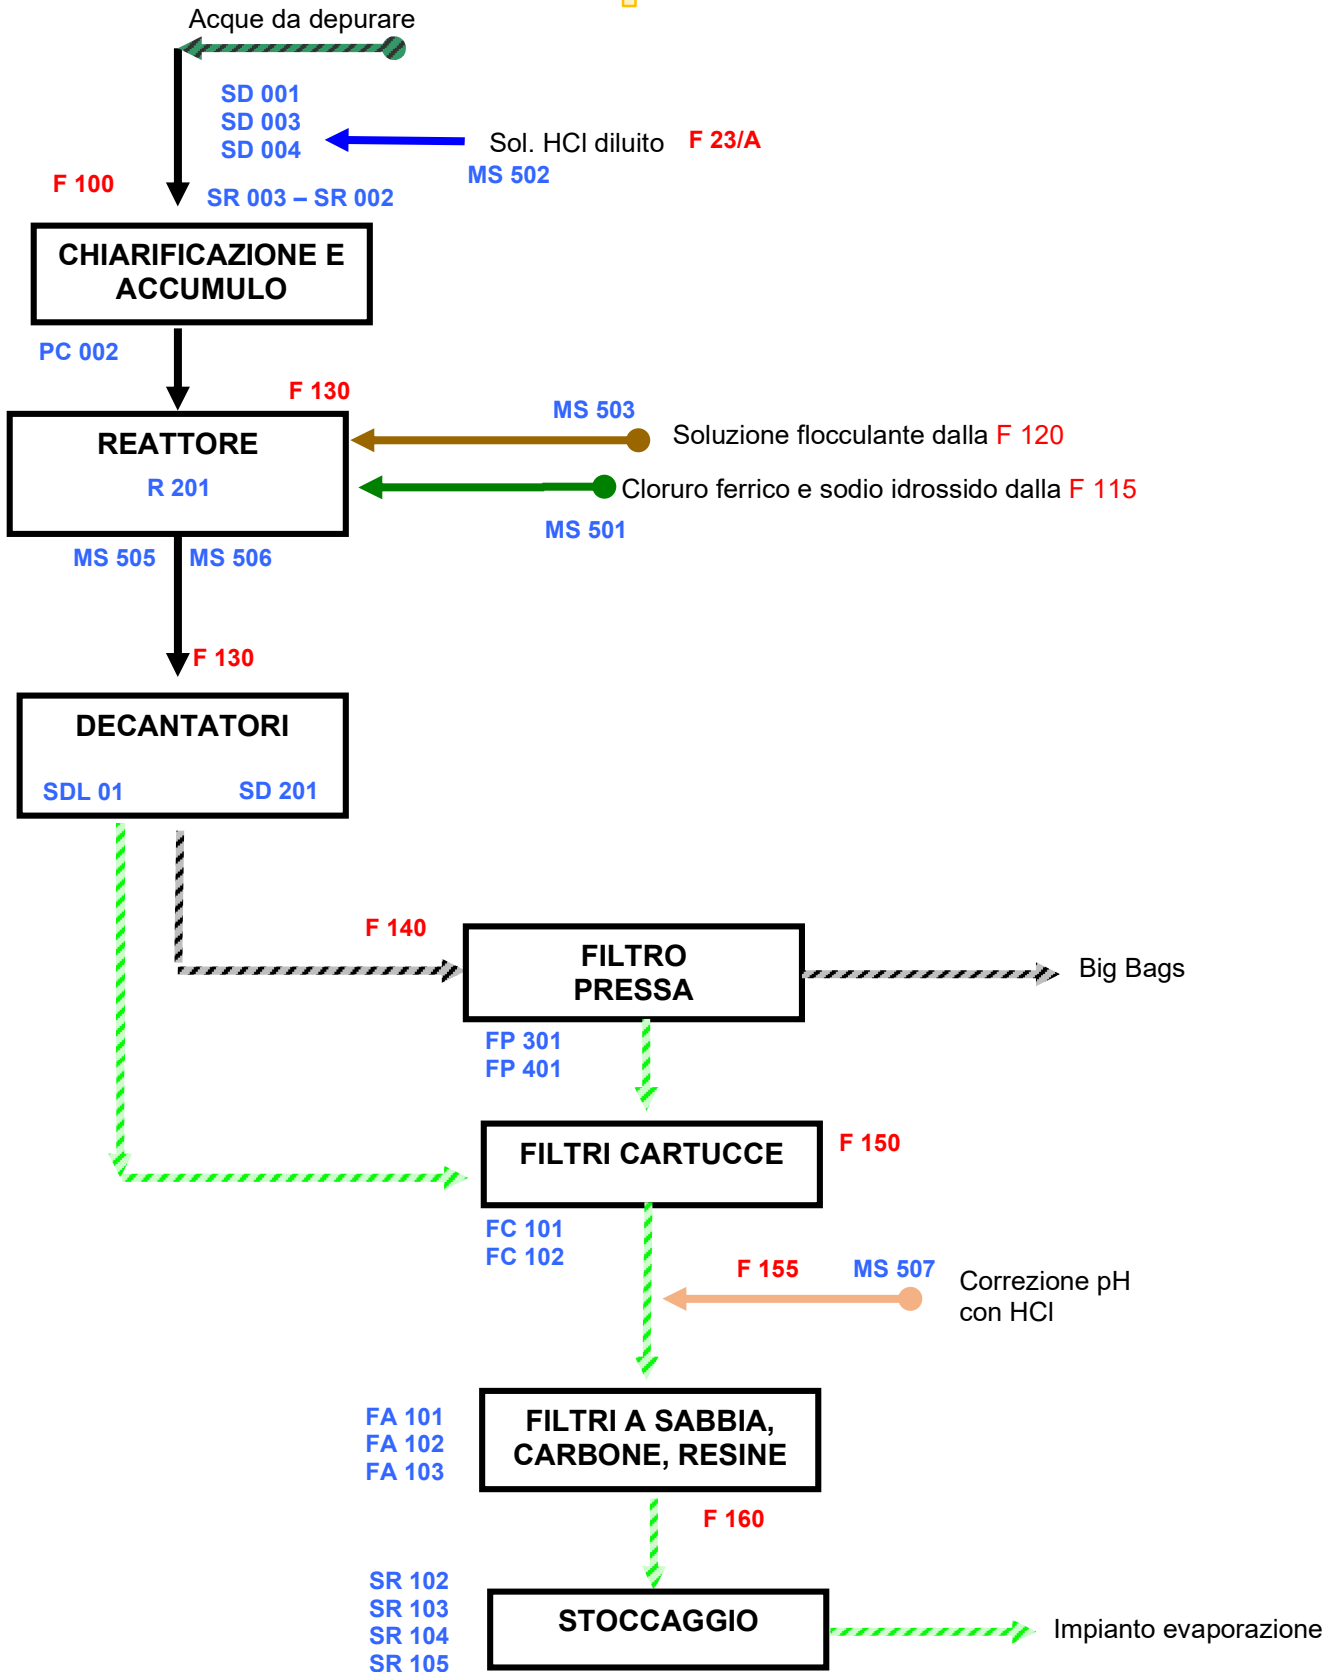 Acque da depurare
SD 001
SD 003
SD 004
Sol. HCl diluito F 23/A
MS 502
F 100
SR 003 – SR 002
CHIARIFICAZIONE E
ACCUMULO
PC 002
F 130
REATTORE
R 201
MS 503
Soluzione flocculante dalla F 120
Cloruro ferrico e sodio idrossido dalla F 115
MS 501
MS 505 MS 506
F 130
DECANTATORI
SDL 01 SD 201
F 140
FILTRO
PRESSA
Big Bags
FP 301
FP 401
FILTRI CARTUCCE
F 150
FC 101
FC 102
F 155 MS 507
Correzione pH
con HCl
FA 101
FA 102
FA 103
FILTRI A SABBIA,
CARBONE, RESINE
F 160
SR 102
SR 103
SR 104
SR 105
STOCCAGGIO
Impianto evaporazione